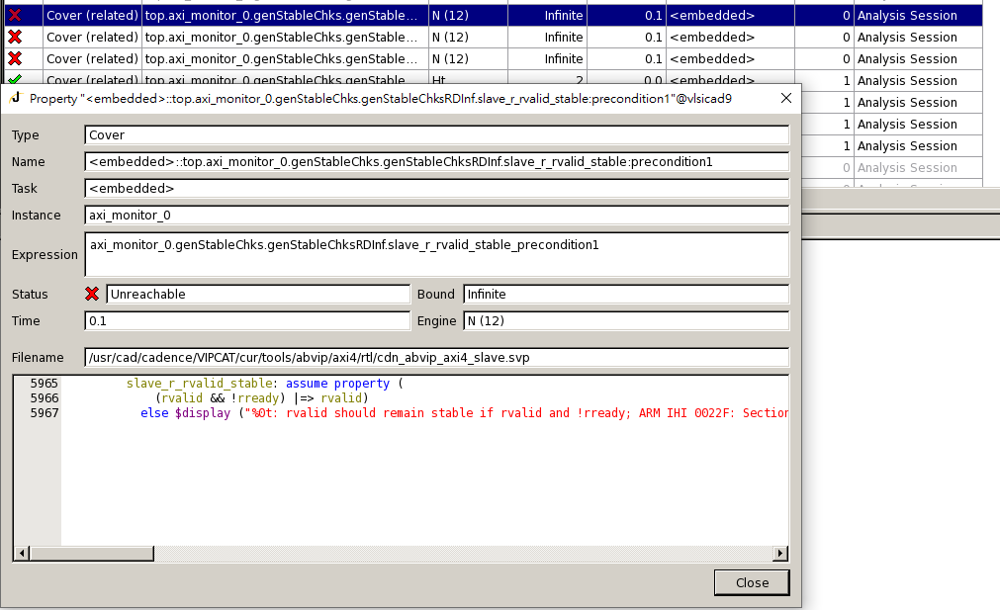 Cover (related) top.axi_monitor_0.genStableChks.genStable... N (12) Infinite 0.1 <embedded> 0 Analysis Session
Cover (related) top.axi_monitor_0.genStableChks.genStable... N (12) Infinite 0.1 <embedded> 0 Analysis Session
Cover (related) top.axi_monitor_0.genStableChks.genStable... N (12) Infinite 0.1 <embedded> 0 Analysis Session
Cover (related) top.axi_monitor_0.genStableChks.genStable... Ht 2 0.0 <embedded> 1 Analysis Session
1 Analysis Session
1 Analysis Session
1 Analysis Session
0 Analysis Session
Property "<embedded>::top.axi_monitor_0.genStableChks.genStableChksRDInf.slave_r_rvalid_stable:precondition1"@vlsicad9
Type Cover
Name <embedded>::top.axi_monitor_0.genStableChks.genStableChksRDInf.slave_r_rvalid_stable:precondition1
Task <embedded>
Instance axi_monitor_0
Expression axi_monitor_0.genStableChks.genStableChksRDInf.slave_r_rvalid_stable_precondition1
Status Unreachable Bound Infinite
Time 0.1 Engine N (12)
Filename /usr/cad/cadence/VIPCAT/cur/tools/abvip/axi4/rtl/cdn_abvip_axi4_slave.svp
5965 slave_r_rvalid_stable: assume property (
5966 (rvalid && !rready) |=> rvalid)
5967 else $display ("%0t: rvalid should remain stable if rvalid and !rready; ARM IHI 0022F: Section
Close